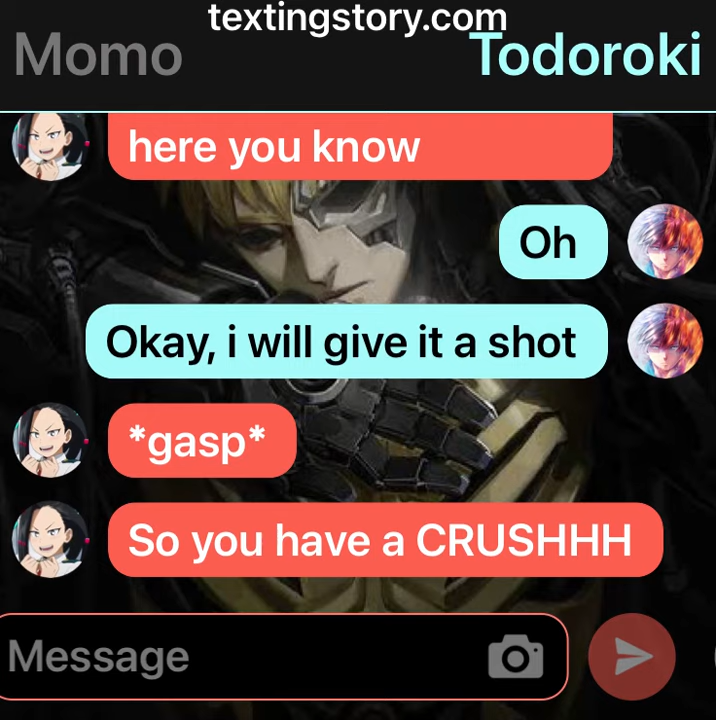 textingstory.com
Momo
Todoroki
here you know
Oh
Okay, i will give it a shot
*gasp*
So you have a CRUSHHH
Message